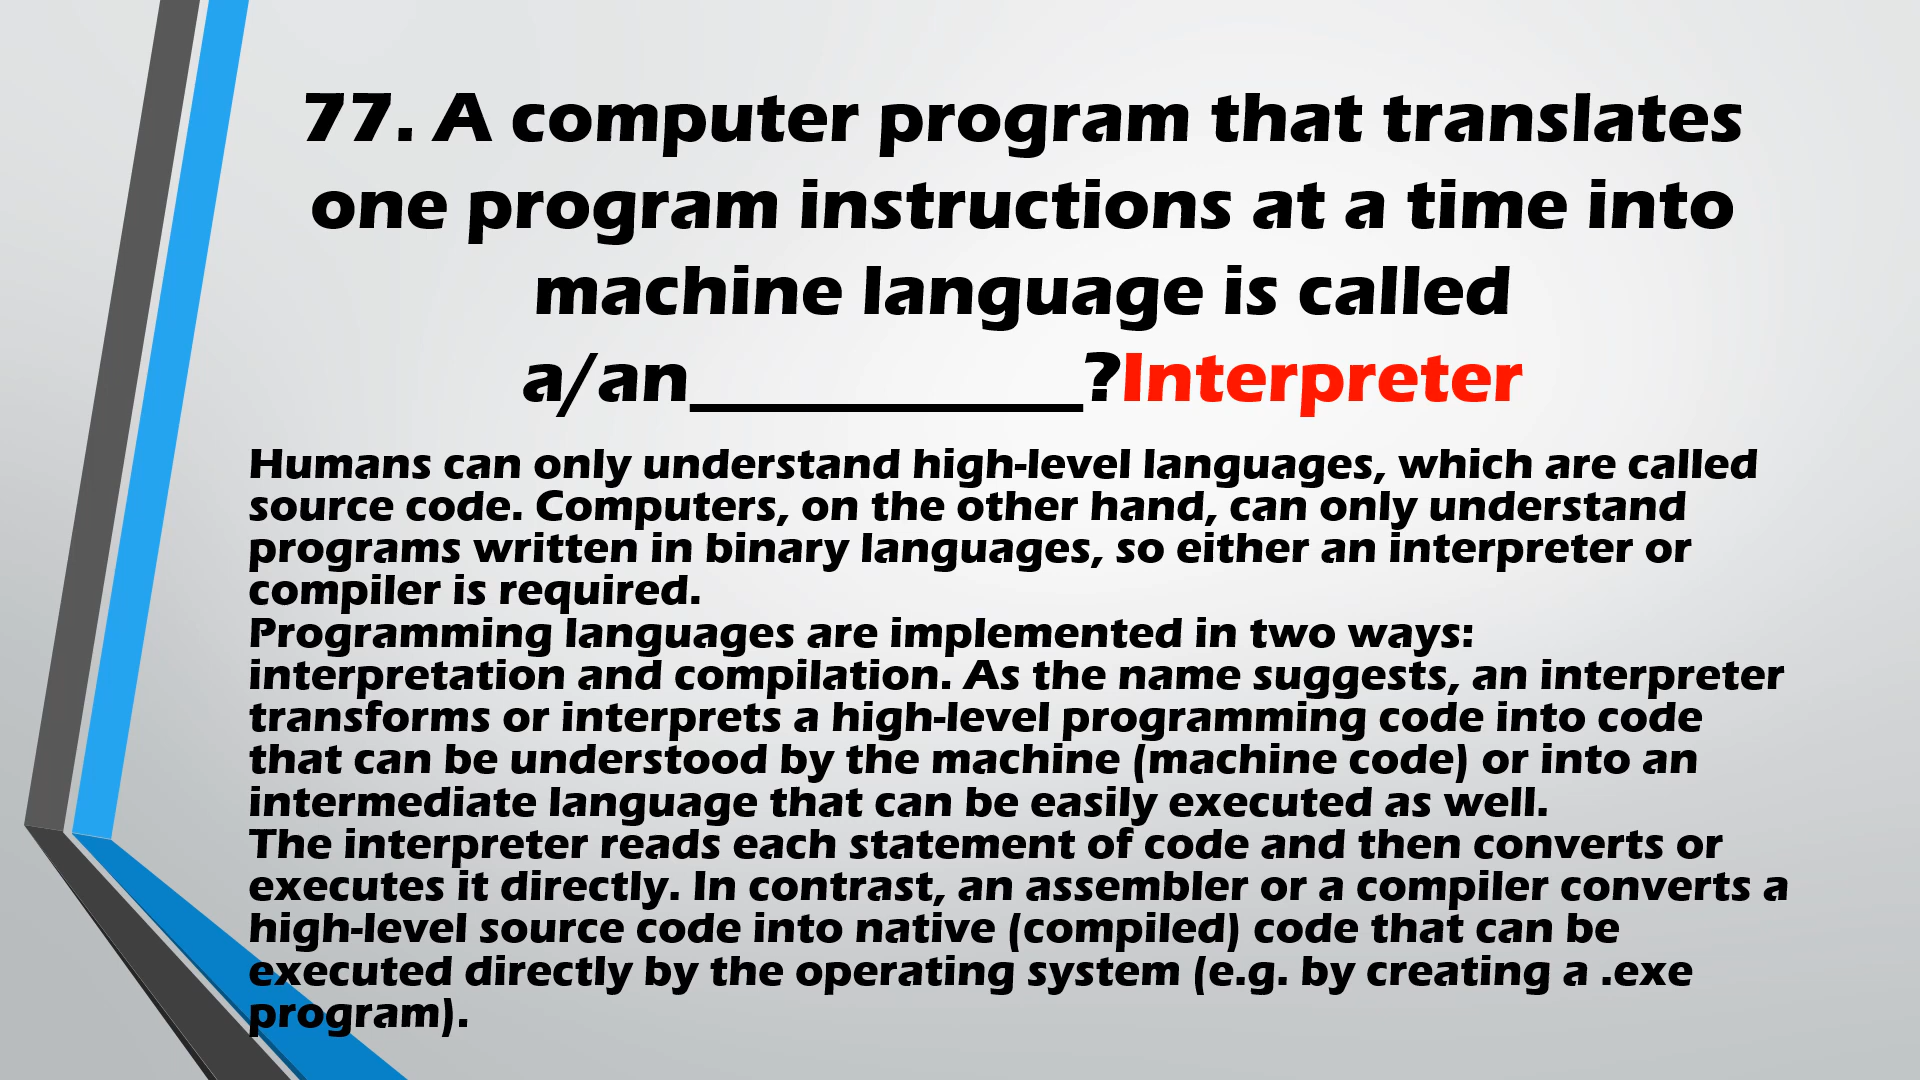 77. A computer program that translates
one program instructions at a time into
machine language is called
a/an____________?Interpreter
Humans can only understand high-level languages, which are called
source code. Computers, on the other hand, can only understand
programs written in binary languages, so either an interpreter or
compiler is required.
Programming languages are implemented in two ways:
interpretation and compilation. As the name suggests, an interpreter
transforms or interprets a high-level programming code into code
that can be understood by the machine (machine code) or into an
intermediate language that can be easily executed as well.
The interpreter reads each statement of code and then converts or
executes it directly. In contrast, an assembler or a compiler converts a
high-level source code into native (compiled) code that can be
executed directly by the operating system (e.g. by creating a .exe
program).